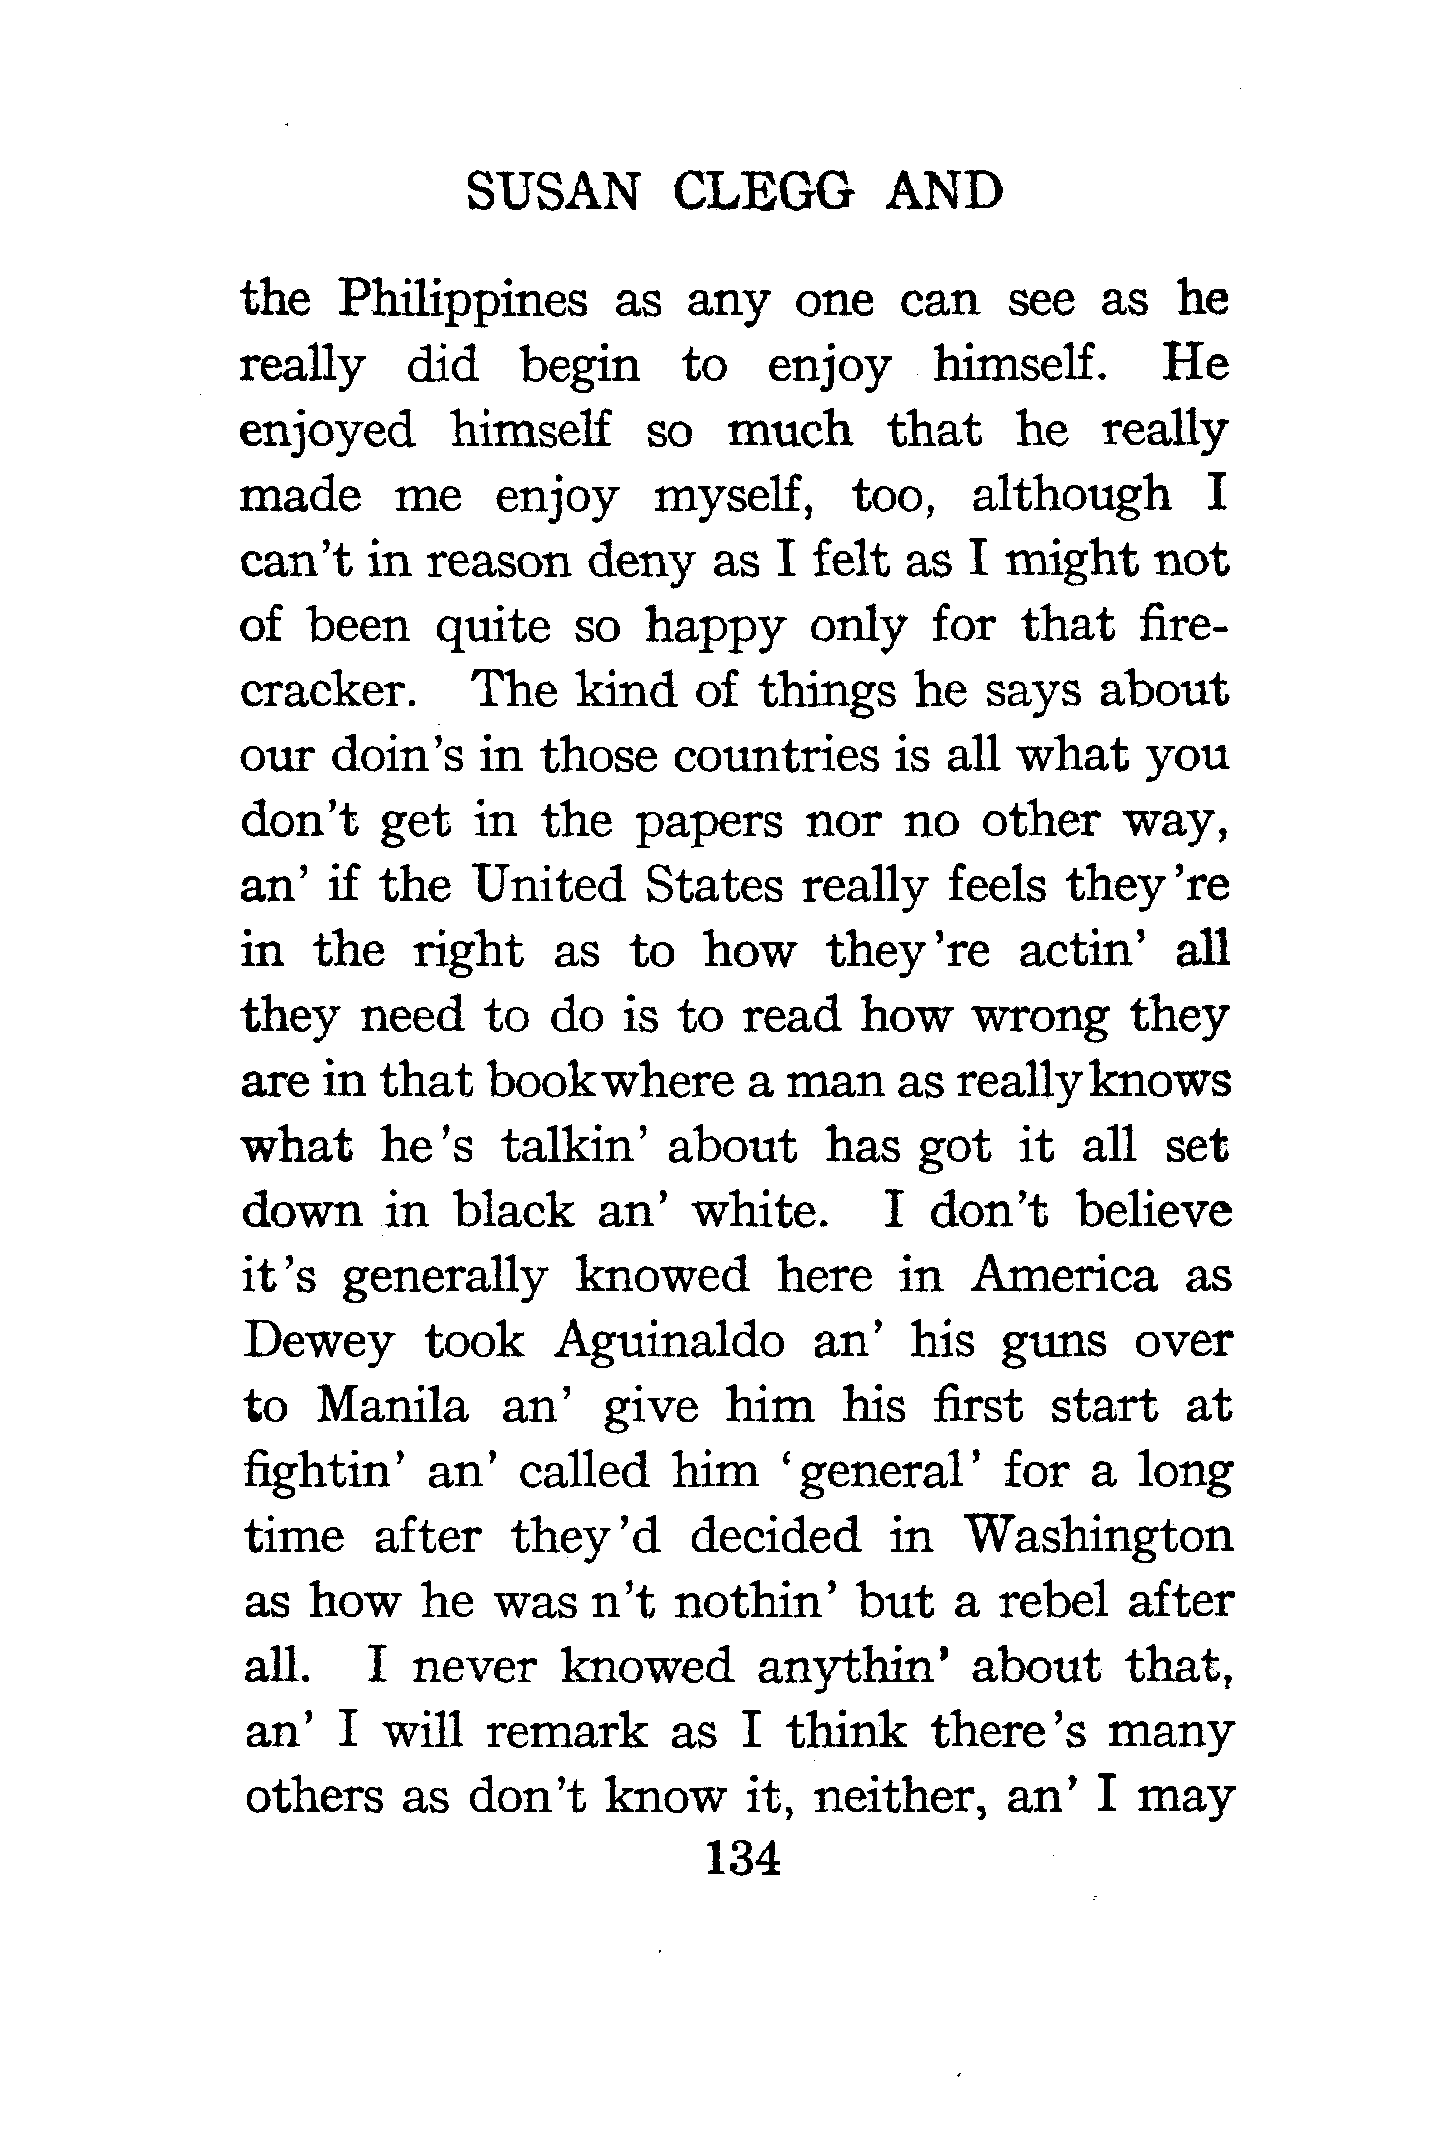 SUSAN CLEGG AND
the Philippines as any one can see as he
really did begin to enjoy himself. He
enjoyed himself so much that he really
made me enjoy myself, too, although I
can't in reason deny as I felt as I might not
of been quite so happy only for that fire-
cracker. The kind of things he says about
our doin's in those countries is all what you
don't get in the papers nor no other way,
an' if the United States really feels they 're
in the right as to how they 're actin' all
they need to do is to read how wrong they
are in that book where a man as really knows
what he 's talkin' about has got it all set
down in black an' white. I don't believe
it 's generally knowed here in America as
Dewey took Aguinaldo an' his guns over
to Manila an' give him his first start at
fightin' an' called him 'general' for a long
time after they 'd decided in Washington
as how he was n't nothin' but a rebel after
all. I never knowed anythin' about that,
an' I will remark as I think there 's many
others as don't know it, neither, an' I may
134